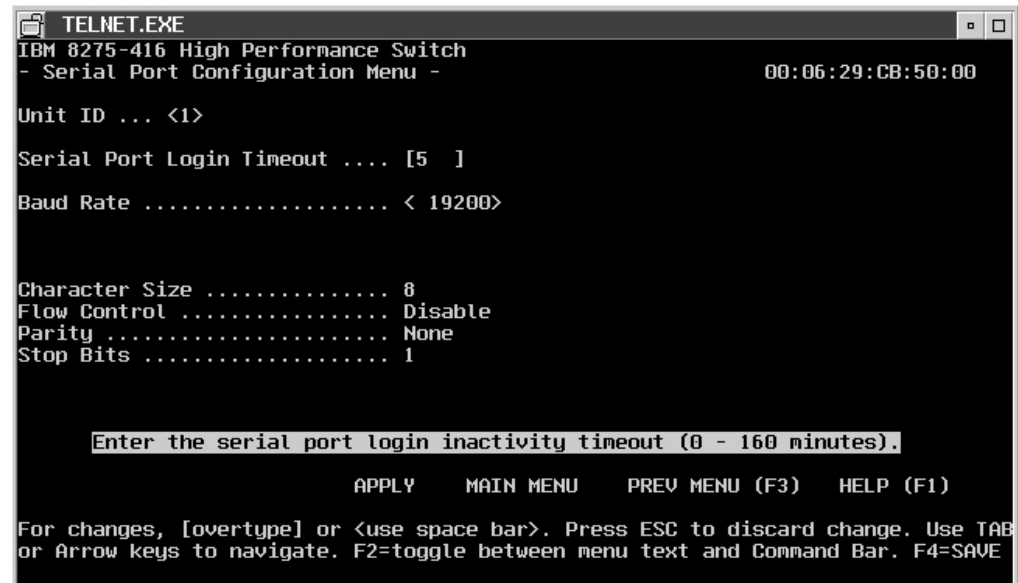 TELNET.EXE
IBM 8275-416 High Performance Switch
- Serial Port Configuration Menu - 00:06:29:CB:50:00
Unit ID ... <1>
Serial Port Login Timeout .... [5 ]
Baud Rate .................... < 19200>
Character Size ............... 8
Flow Control ................. Disable
Parity ....................... None
Stop Bits .................... 1
Enter the serial port login inactivity timeout (0 - 160 minutes).
APPLY MAIN MENU PREV MENU (F3) HELP (F1)
For changes, [overtype] or <use space bar>. Press ESC to discard change. Use TAB
or Arrow keys to navigate. F2=toggle between menu text and Command Bar. F4=SAVE